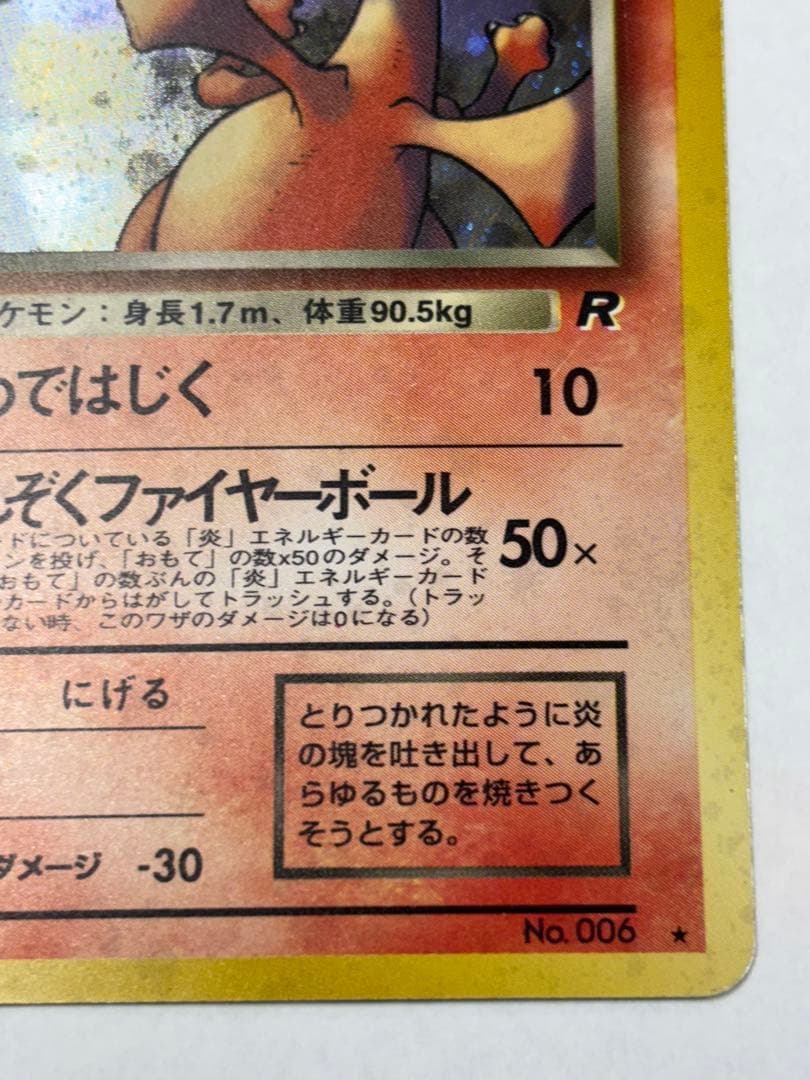 ケモン：身長1.7m、体重90.5kg R
めではじく 10
ぞくファイヤーボール
ドについている「炎」エネルギーカードの数
ンを投げ、「おもて」の数x50のダメージ。そ
おもて」の数ぶんの「炎」エネルギーカード
ーカードからはがしてトラッシュする。(トラッ
ない時、このワザのダメージは0になる)
50×
にげる
とりつかれたように炎
の塊を吐き出して、あ
らゆるものを焼きつく
そうとする。
ダメージ -30
No. 006 ★